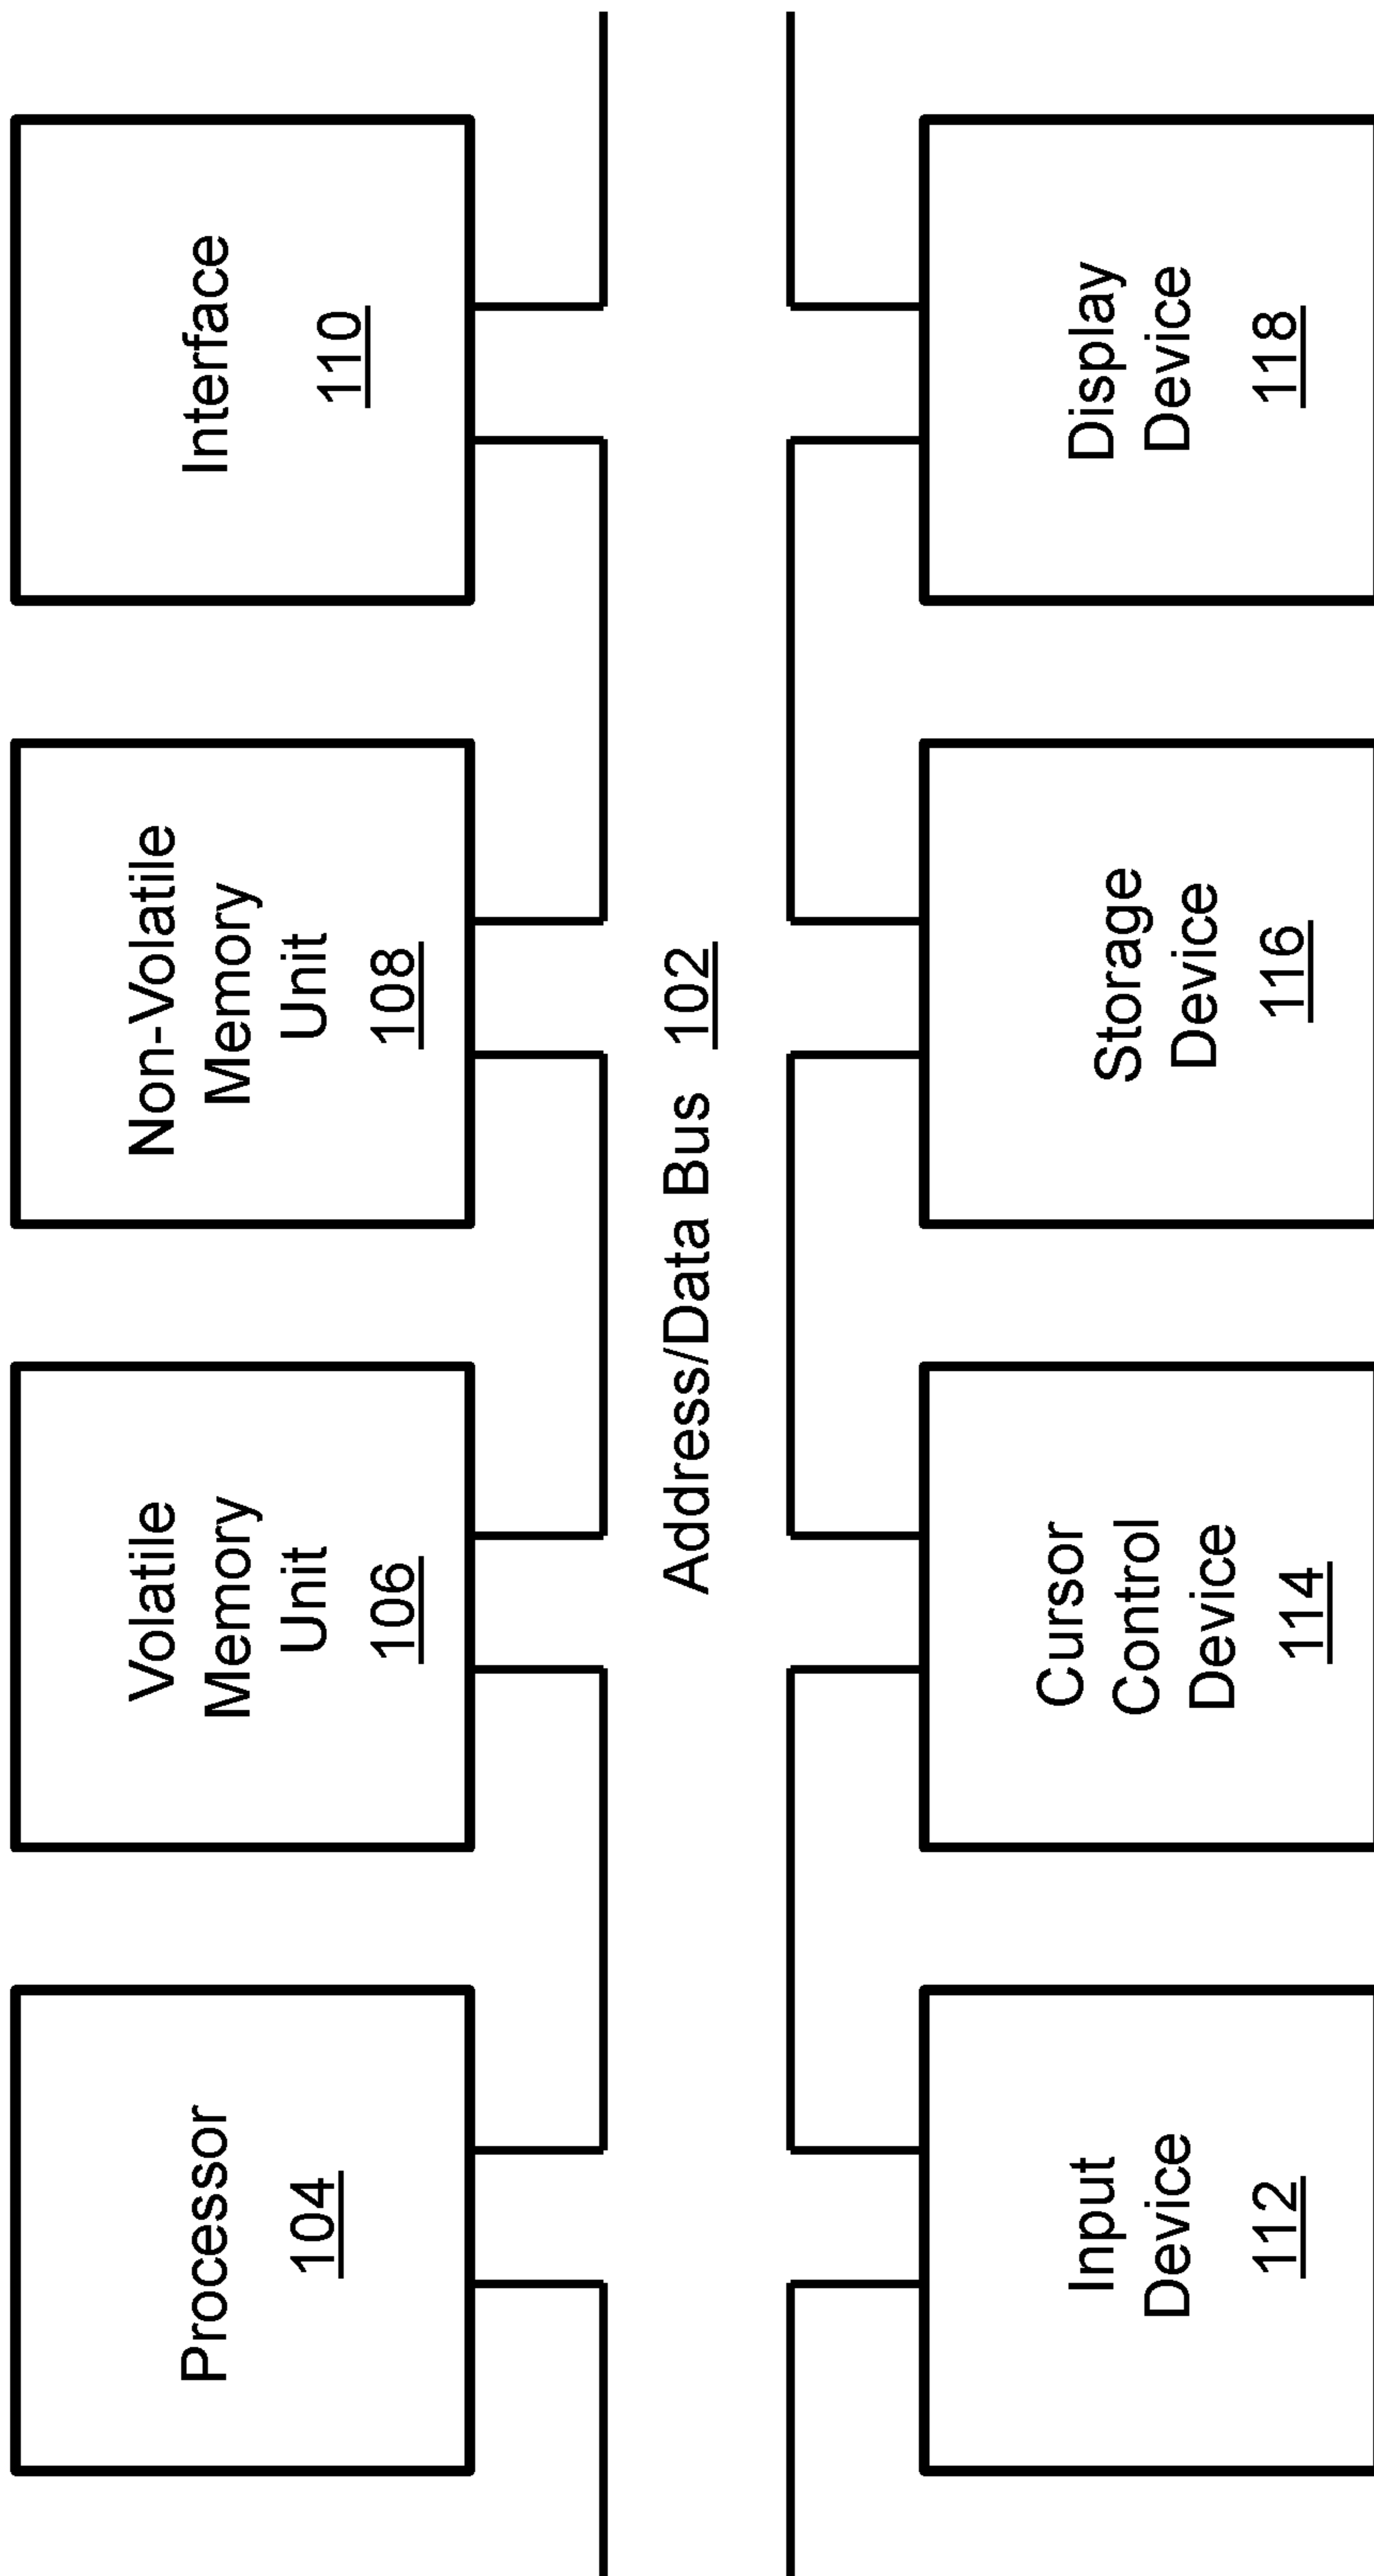 Processor
104
Volatile
Memory
Unit
106
Non-Volatile
Memory
Unit
108
Interface
110
Address/Data Bus 102
Input
Device
112
Cursor
Control
Device
114
Storage
Device
116
Display
Device
118